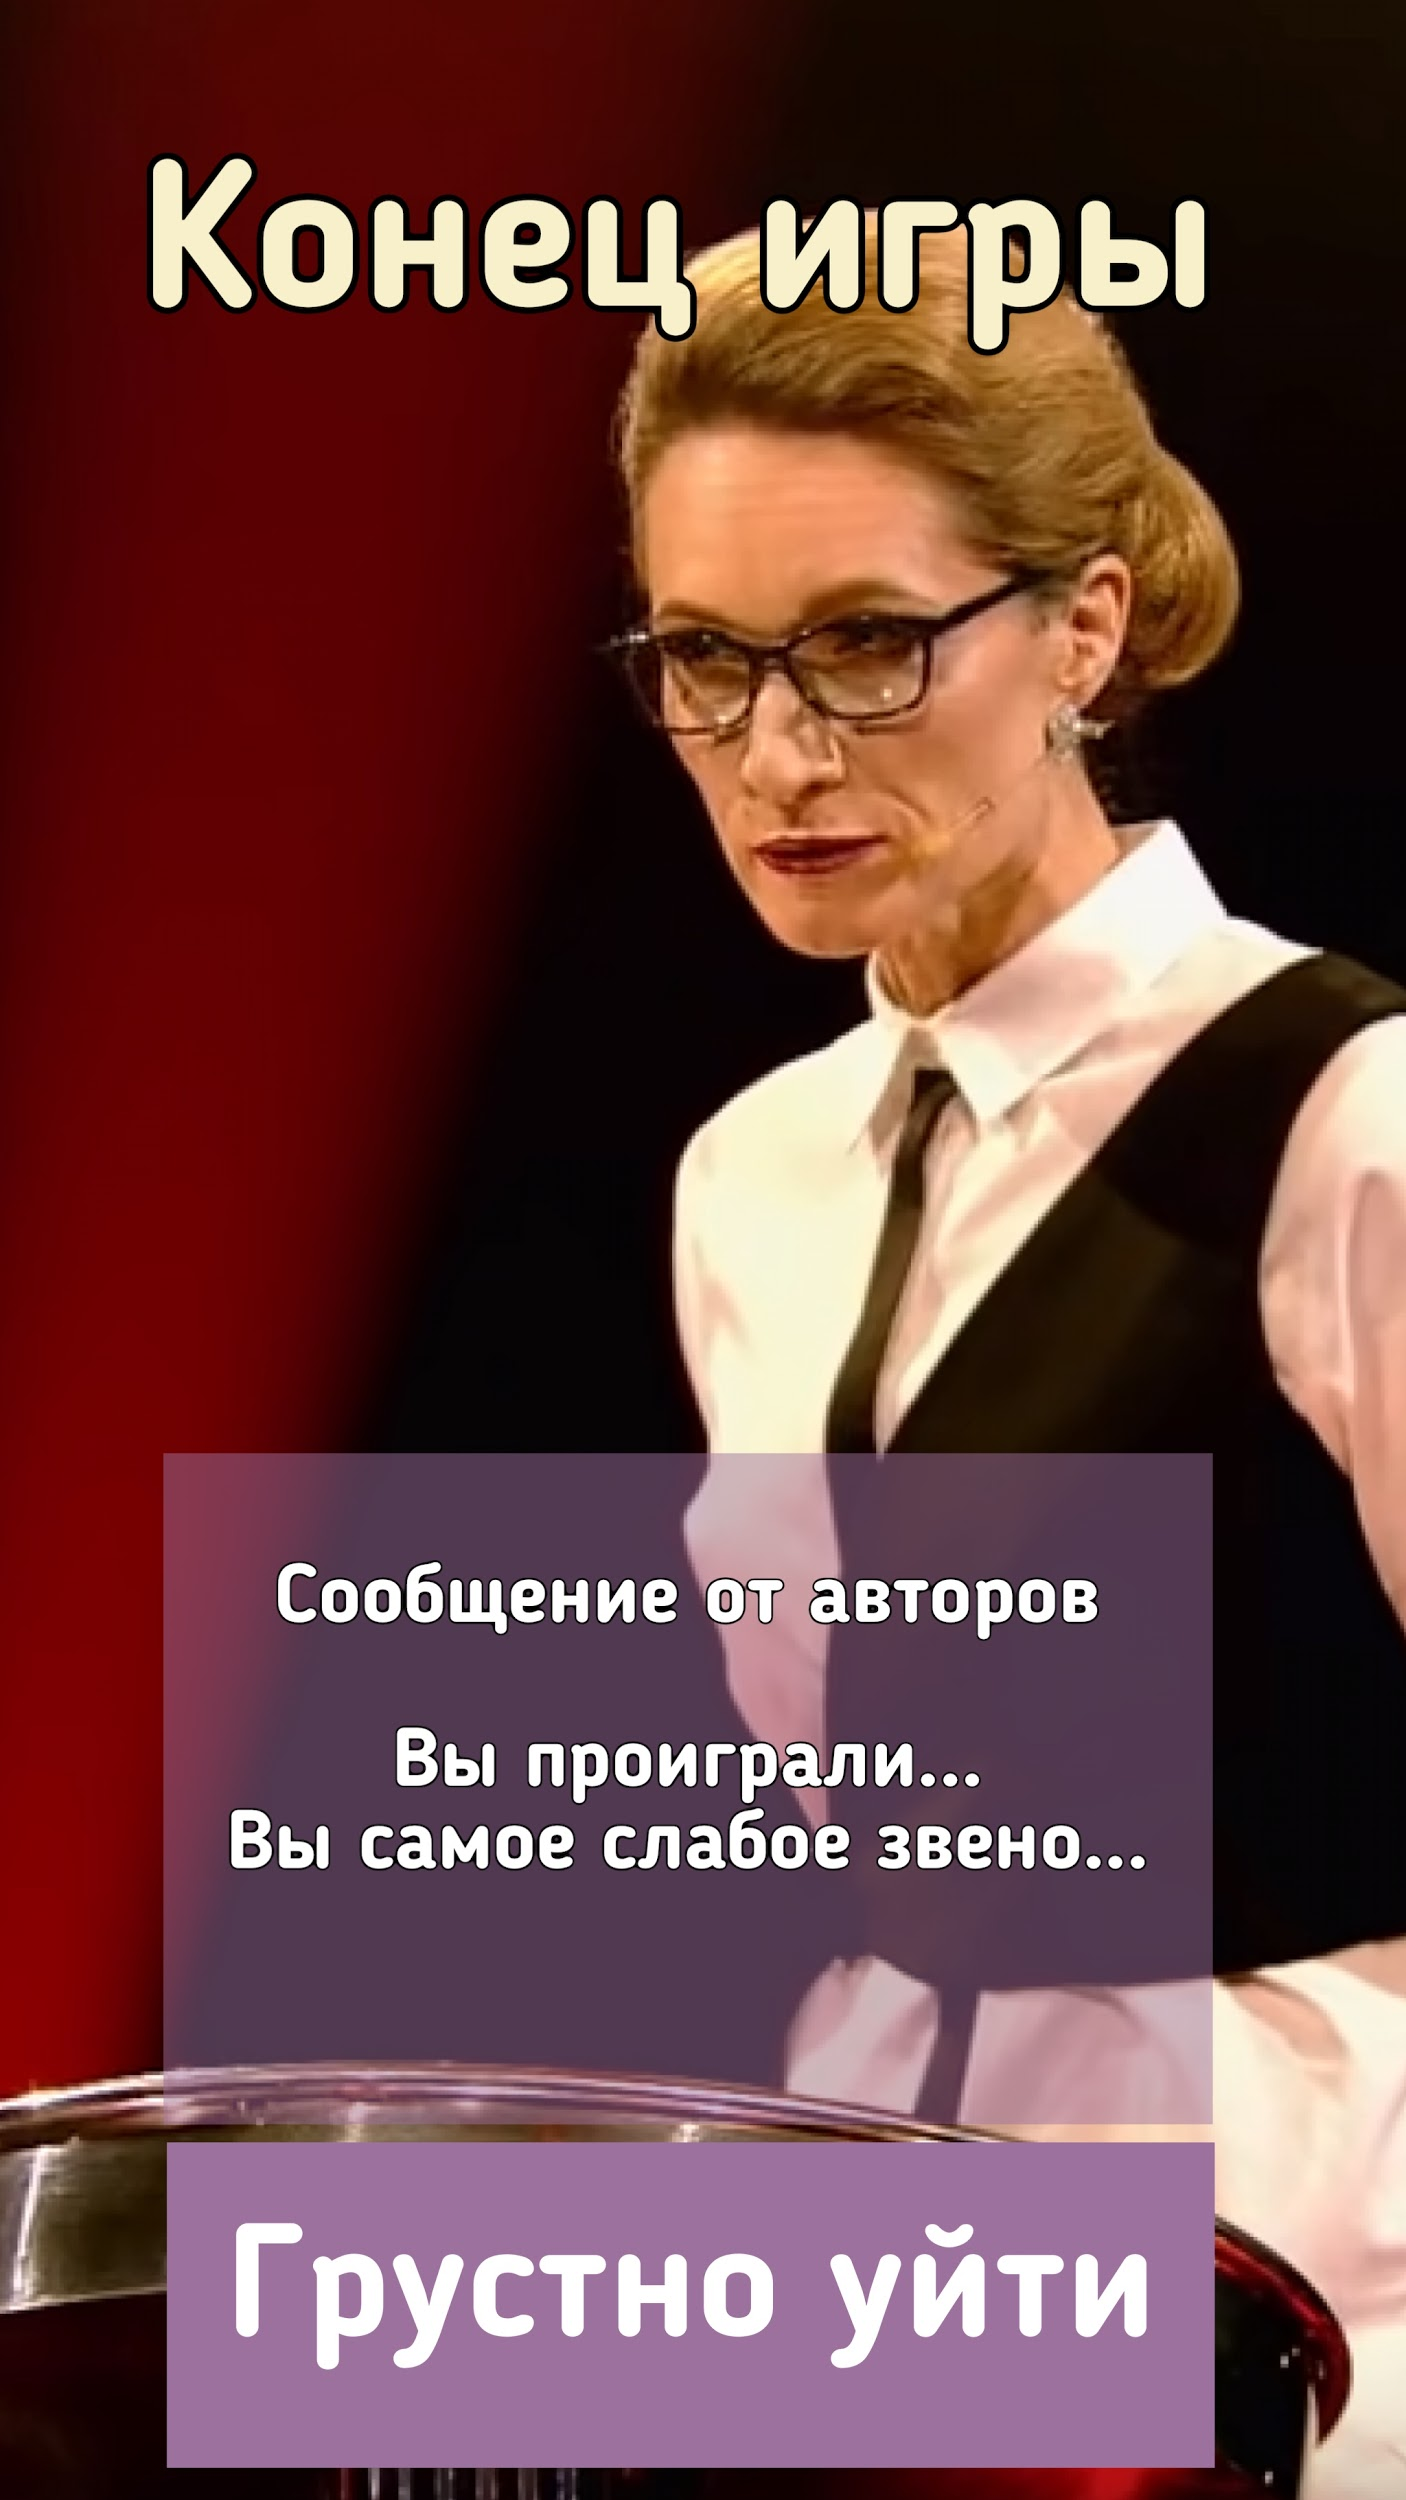 Конец игры
Сообщение от авторов
Вы проиграли...
Вы самое слабое звено...
Грустно уйти